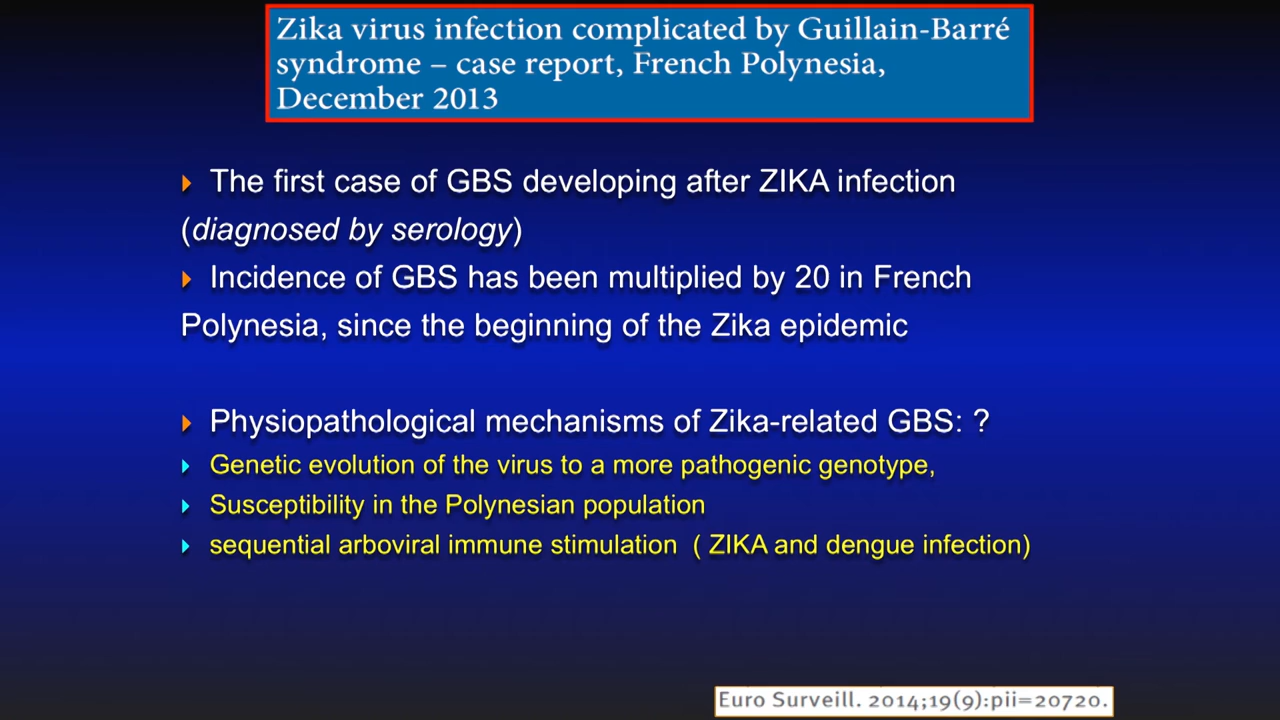 Zika virus infection complicated by Guillain-Barré
syndrome – case report, French Polynesia,
December 2013
The first case of GBS developing after ZIKA infection
(diagnosed by serology)
Incidence of GBS has been multiplied by 20 in French
Polynesia, since the beginning of the Zika epidemic
Physiopathological mechanisms of Zika-related GBS: ?
Genetic evolution of the virus to a more pathogenic genotype,
Susceptibility in the Polynesian population
sequential arboviral immune stimulation ( ZIKA and dengue infection)
Euro Surveill. 2014;19(9):pii=20720.